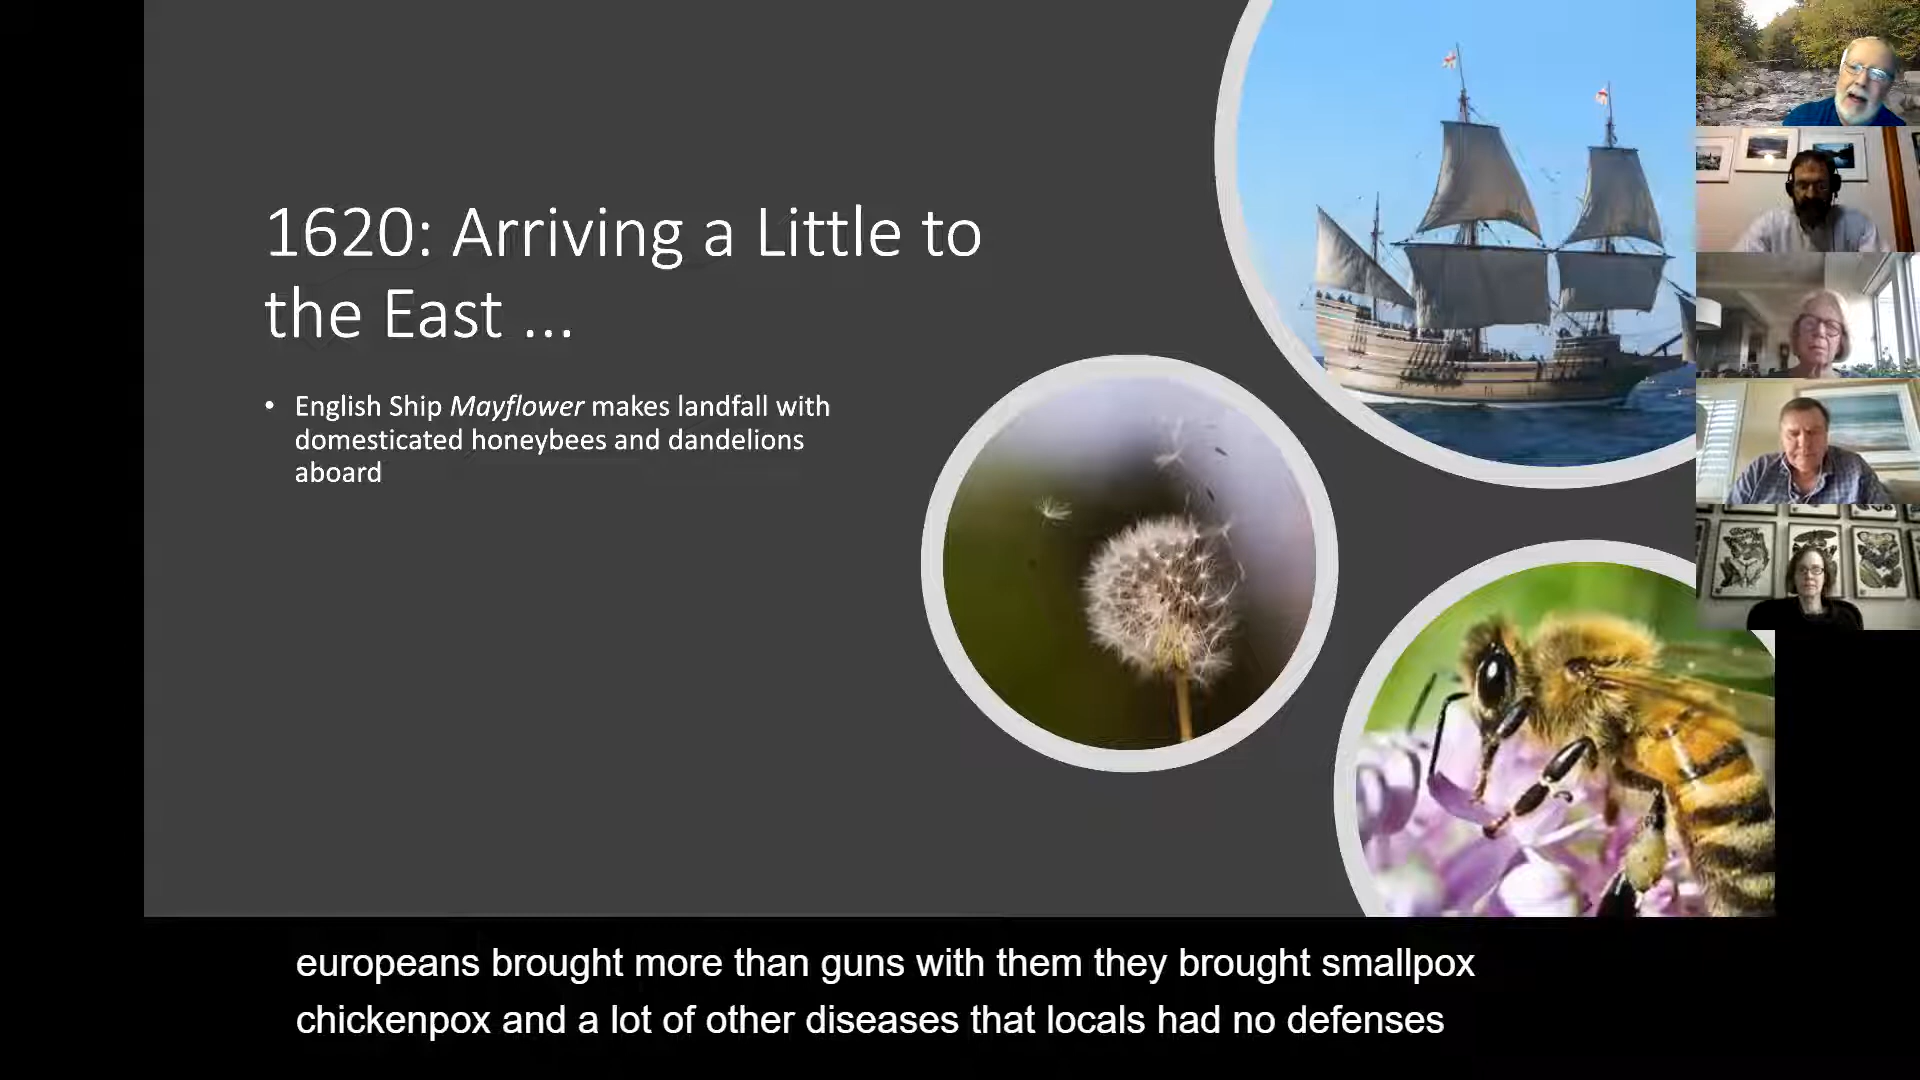 1620: Arriving a Little to
the East ...
• English Ship Mayflower makes landfall with
domesticated honeybees and dandelions
aboard
europeans brought more than guns with them they brought smallpox
chickenpox and a lot of other diseases that locals had no defenses